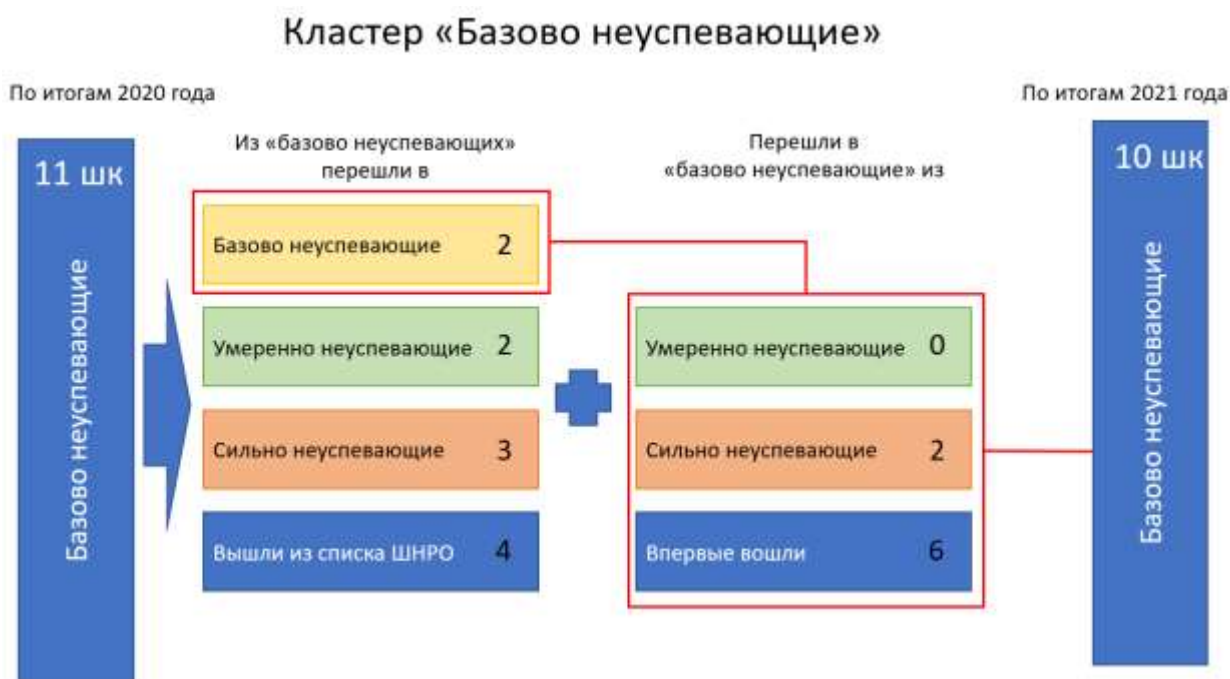 Кластер «Базово неуспевающие»
По итогам 2020 года
По итогам 2021 года
11 шк
Базово неуспевающие
Из «базово неуспевающих»
перешли в
Базово неуспевающие 2
Умеренно неуспевающие 2
Сильно неуспевающие 3
Вышли из списка ШНРО 4
Перешли в
«базово неуспевающие» из
Умеренно неуспевающие 0
Сильно неуспевающие 2
Впервые вошли 6
10 шк
Базово неуспевающие